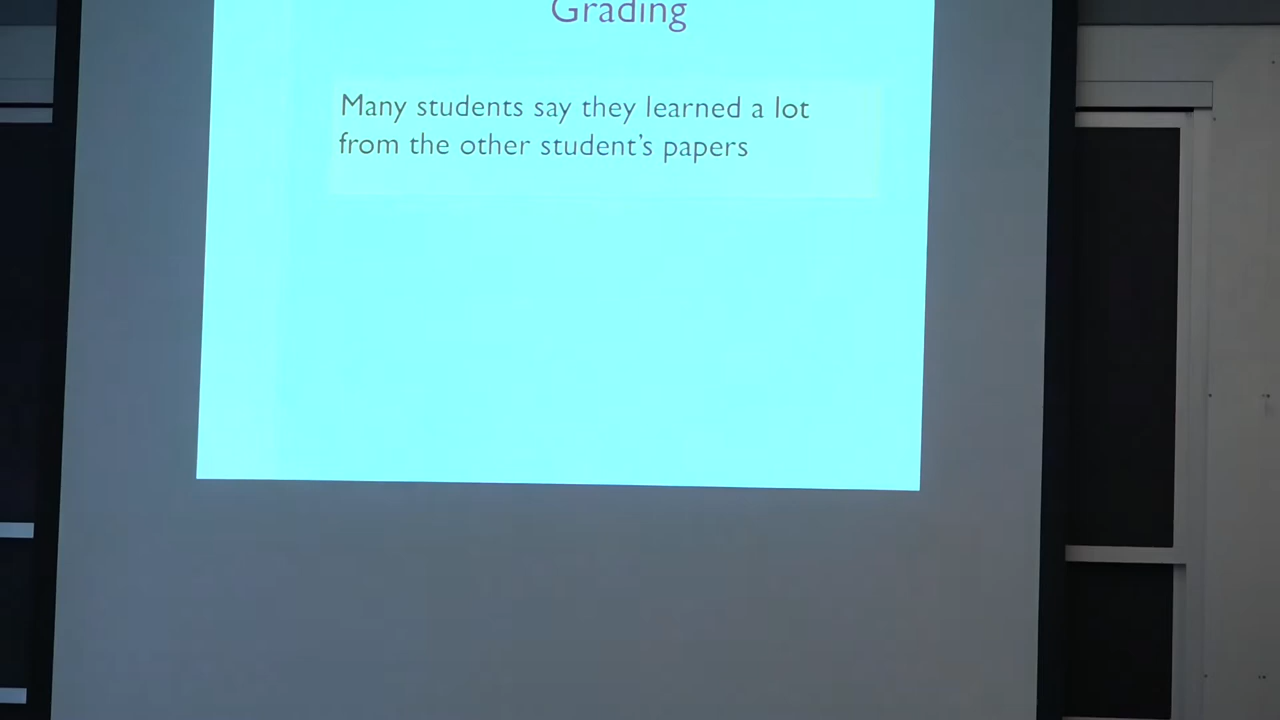 Grading
Many students say they learned a lot
from the other student's papers